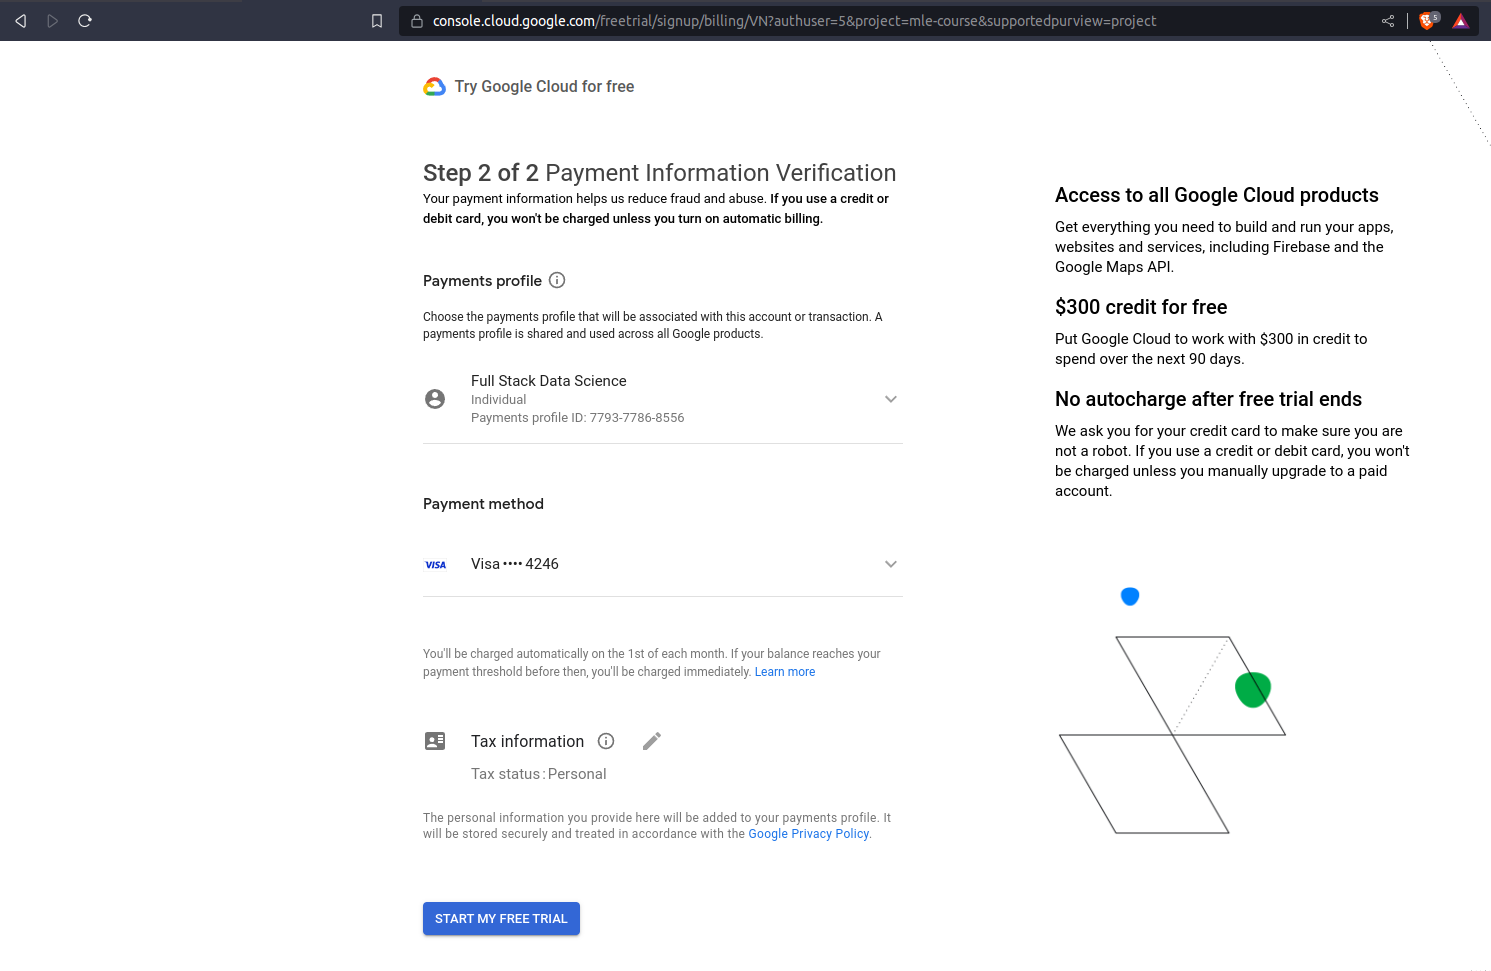 console.cloud.google.com/freetrial/signup/billing/VN?authuser=5&project=mle-course&supportedpurview=project
5
Try Google Cloud for free
Step 2 of 2 Payment Information Verification
Your payment information helps us reduce fraud and abuse. If you use a credit or
debit card, you won't be charged unless you turn on automatic billing.
Payments profile
Choose the payments profile that will be associated with this account or transaction. A
payments profile is shared and used across all Google products.
Full Stack Data Science
Individual
Payments profile ID: 7793-7786-8556
Payment method
VISA Visa •••• 4246
You'll be charged automatically on the 1st of each month. If your balance reaches your
payment threshold before then, you'll be charged immediately. Learn more
Tax information
Tax status: Personal
The personal information you provide here will be added to your payments profile. It
will be stored securely and treated in accordance with the Google Privacy Policy.
START MY FREE TRIAL
Access to all Google Cloud products
Get everything you need to build and run your apps,
websites and services, including Firebase and the
Google Maps API.
$300 credit for free
Put Google Cloud to work with $300 in credit to
spend over the next 90 days.
No autocharge after free trial ends
We ask you for your credit card to make sure you are
not a robot. If you use a credit or debit card, you won't
be charged unless you manually upgrade to a paid
account.